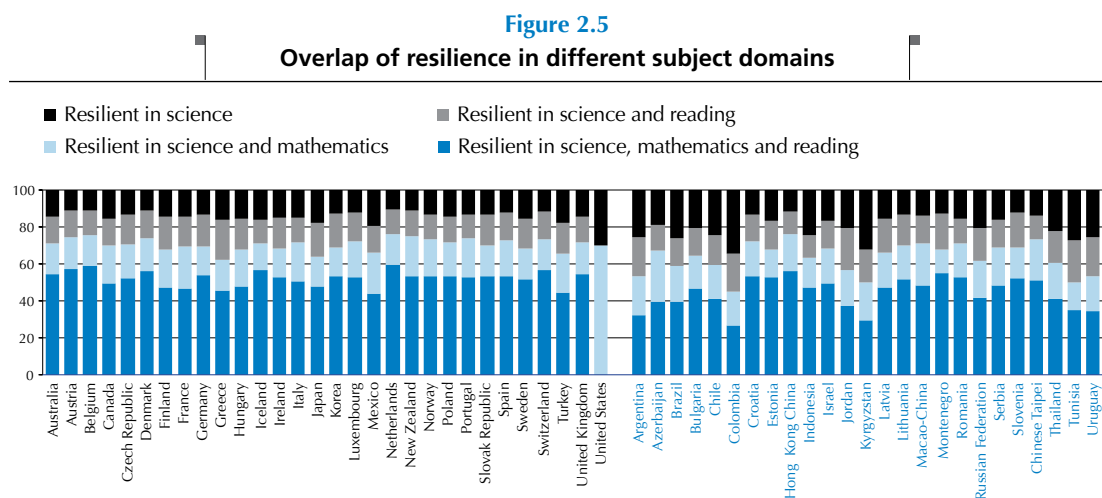 Figure 2.5
Overlap of resilience in different subject domains
Resilient in science
Resilient in science and reading
Resilient in science and mathematics
Resilient in science, mathematics and reading
100
80
60
40
20
0
Australia
Austria
Belgium
Canada
Czech Republic
Denmark
Finland
France
Germany
Greece
Hungary
Iceland
Ireland
Italy
Japan
Korea
Luxembourg
Mexico
Netherlands
New Zealand
Norway
Poland
Portugal
Slovak Republic
Spain
Sweden
Switzerland
Turkey
United Kingdom
United States
Argentina
Azerbaijan
Brazil
Bulgaria
Chile
Colombia
Croatia
Estonia
Hong Kong China
Indonesia
Israel
Jordan
Kyrgyzstan
Latvia
Lithuania
Macao-China
Montenegro
Romania
Russian Federation
Serbia
Slovenia
Chinese Taipei
Thailand
Tunisia
Uruguay